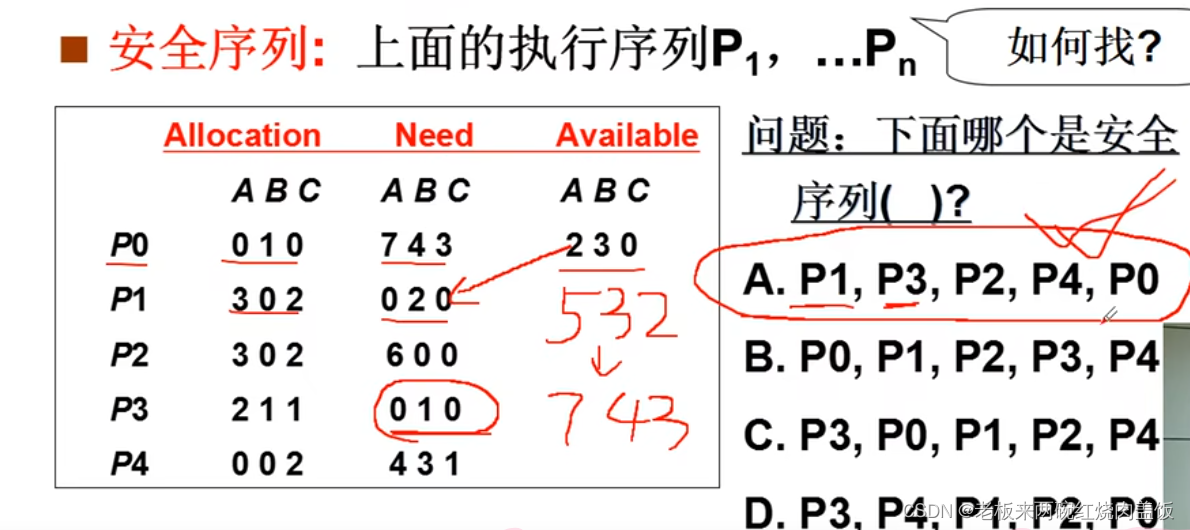 ■ 安全序列: 上面的执行序列P1, …Pn
如何找?
Allocation Need Available
A B C A B C A B C
P0 0 1 0 7 4 3 2 3 0
P1 3 0 2 0 2 0
532
P2 3 0 2 6 0 0
P3 2 1 1 0 1 0
743
P4 0 0 2 4 3 1
问题: 下面哪个是安全
序列( )?
A. P1, P3, P2, P4, P0
B. P0, P1, P2, P3, P4
C. P3, P0, P1, P2, P4
D. P3, P4, P1, P2, P0
CSDN @老板来两碗红烧肉盖饭